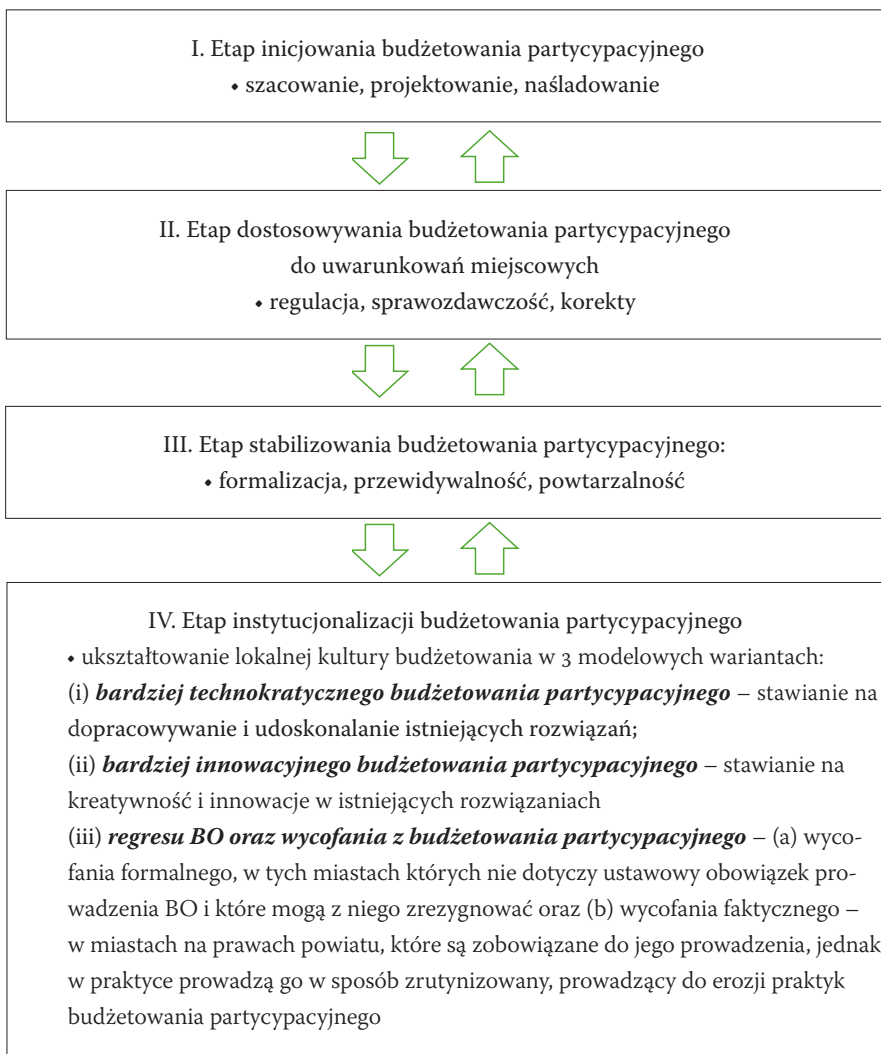 I. Etap inicjowania budżetowania partycypacyjnego
• szacowanie, projektowanie, naśladowanie
II. Etap dostosowywania budżetowania partycypacyjnego
do uwarunkowań miejscowych
• regulacja, sprawozdawczość, korekty
III. Etap stabilizowania budżetowania partycypacyjnego:
• formalizacja, przewidywalność, powtarzalność
IV. Etap instytucjonalizacji budżetowania partycypacyjnego
• ukształtowanie lokalnej kultury budżetowania w 3 modelowych wariantach:
(i) bardziej technokratycznego budżetowania partycypacyjnego – stawianie na
dopracowywanie i udoskonalanie istniejących rozwiązań;
(ii) bardziej innowacyjnego budżetowania partycypacyjnego – stawianie na
kreatywność i innowacje w istniejących rozwiązaniach
(iii) regresu BO oraz wycofania z budżetowania partycypacyjnego – (a) wyco-
fania formalnego, w tych miastach których nie dotyczy ustawowy obowiązek pro-
wadzenia BO i które mogą z niego zrezygnować oraz (b) wycofania faktycznego –
w miastach na prawach powiatu, które są zobowiązane do jego prowadzenia, jednak
w praktyce prowadzą go w sposób zrutynizowany, prowadzący do erozji praktyk
budżetowania partycypacyjnego